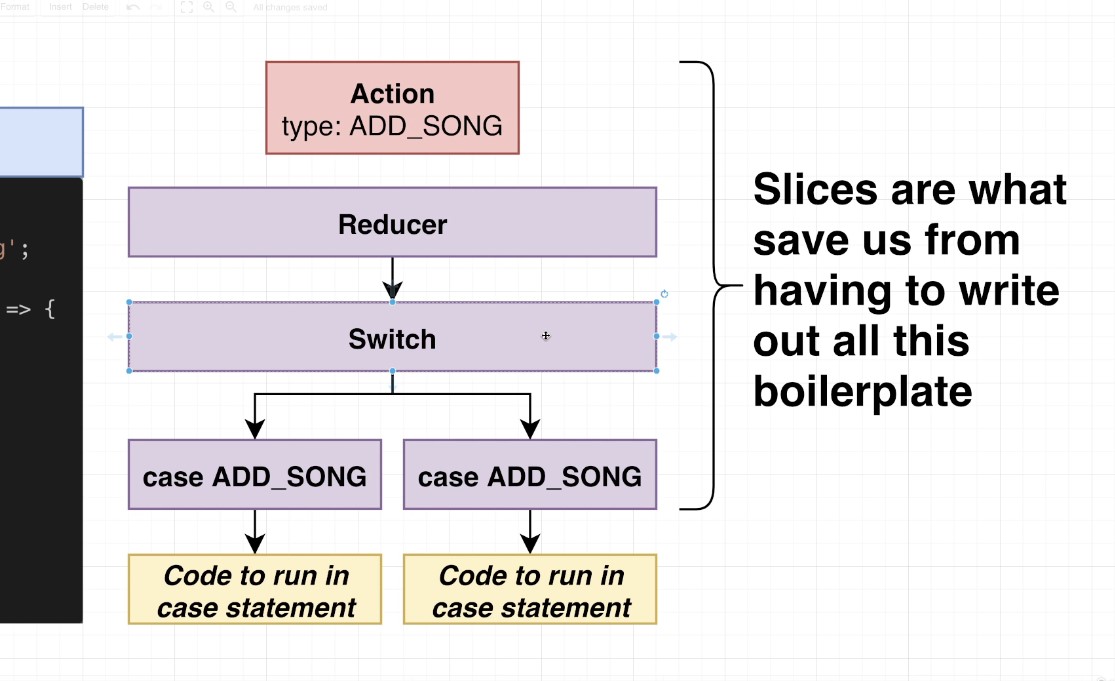 Format Insert Delete All changes saved
Action
type: ADD_SONG
Reducer
g';
=> {
Switch
case ADD_SONG case ADD_SONG
Code to run in Code to run in
case statement case statement
Slices are what
save us from
having to write
out all this
boilerplate